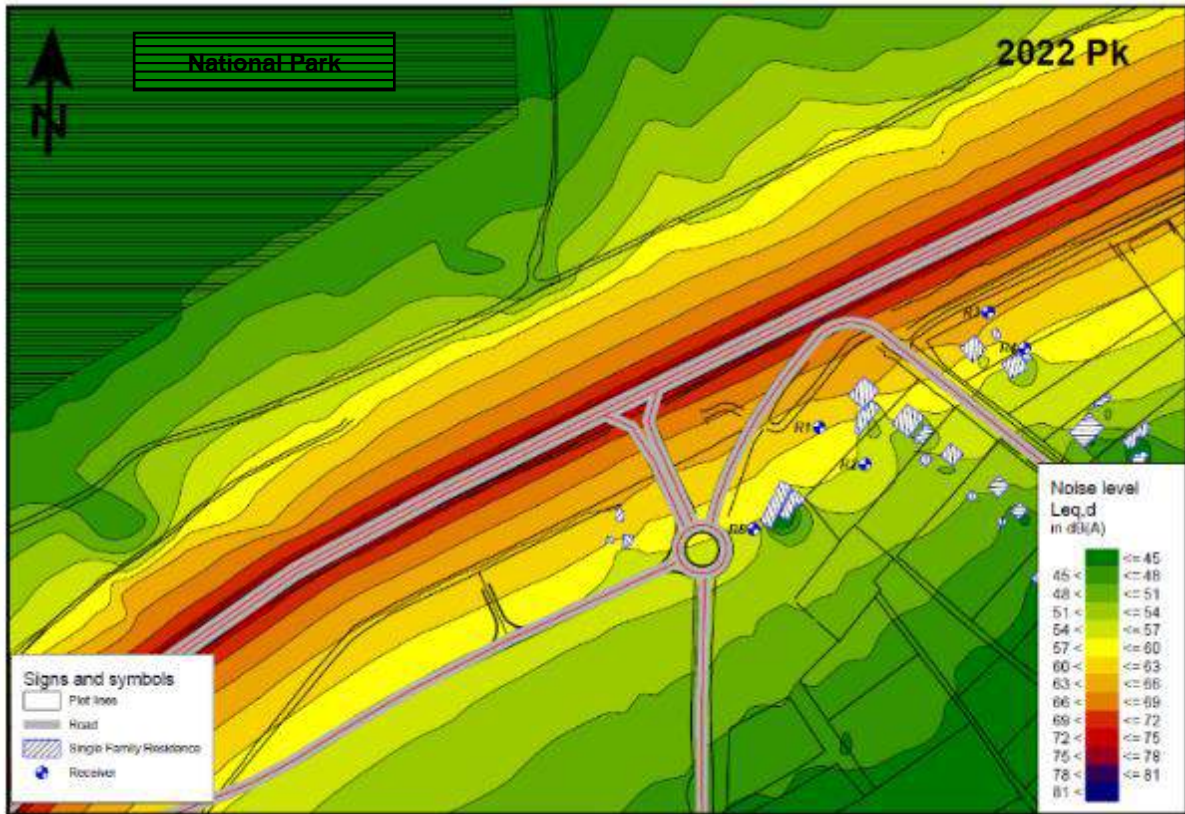 National Park
2022 Pk
N
R3
R4
R1
R2
Noise level
Leq,d
in dB(A)
<= 45
45 < <= 48
48 < <= 51
51 < <= 54
54 < <= 57
57 < <= 60
60 < <= 63
63 < <= 66
66 < <= 69
69 < <= 72
72 < <= 75
75 < <= 78
78 < <= 81
81 <
Signs and symbols
Plot lines
Road
Single Family Residence
Receiver